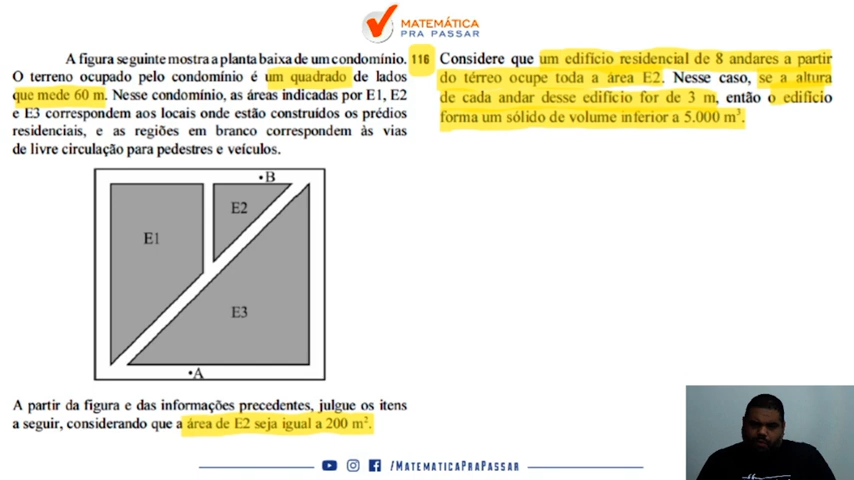 MATEMÁTICA
PRA PASSAR
A figura seguinte mostra a planta baixa de um condomínio.
O terreno ocupado pelo condomínio é um quadrado de lados
que mede 60 m. Nesse condomínio, as áreas indicadas por E1, E2
e E3 correspondem aos locais onde estão construídos os prédios
residenciais, e as regiões em branco correspondem às vias
de livre circulação para pedestres e veículos.
•B
E2
E1
E3
•A
A partir da figura e das informações precedentes, julgue os itens
a seguir, considerando que a área de E2 seja igual a 200 m².
116 Considere que um edifício residencial de 8 andares a partir
do térreo ocupe toda a área E2. Nesse caso, se a altura
de cada andar desse edifício for de 3 m, então o edifício
forma um sólido de volume inferior a 5.000 m³.
/MATEMATICAPRAPASSAR